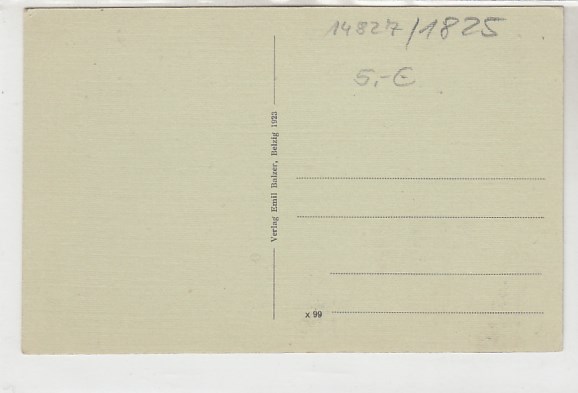 14827/1825
5,-€
Verlag Emil Balzer, Belzig 1923
x 99